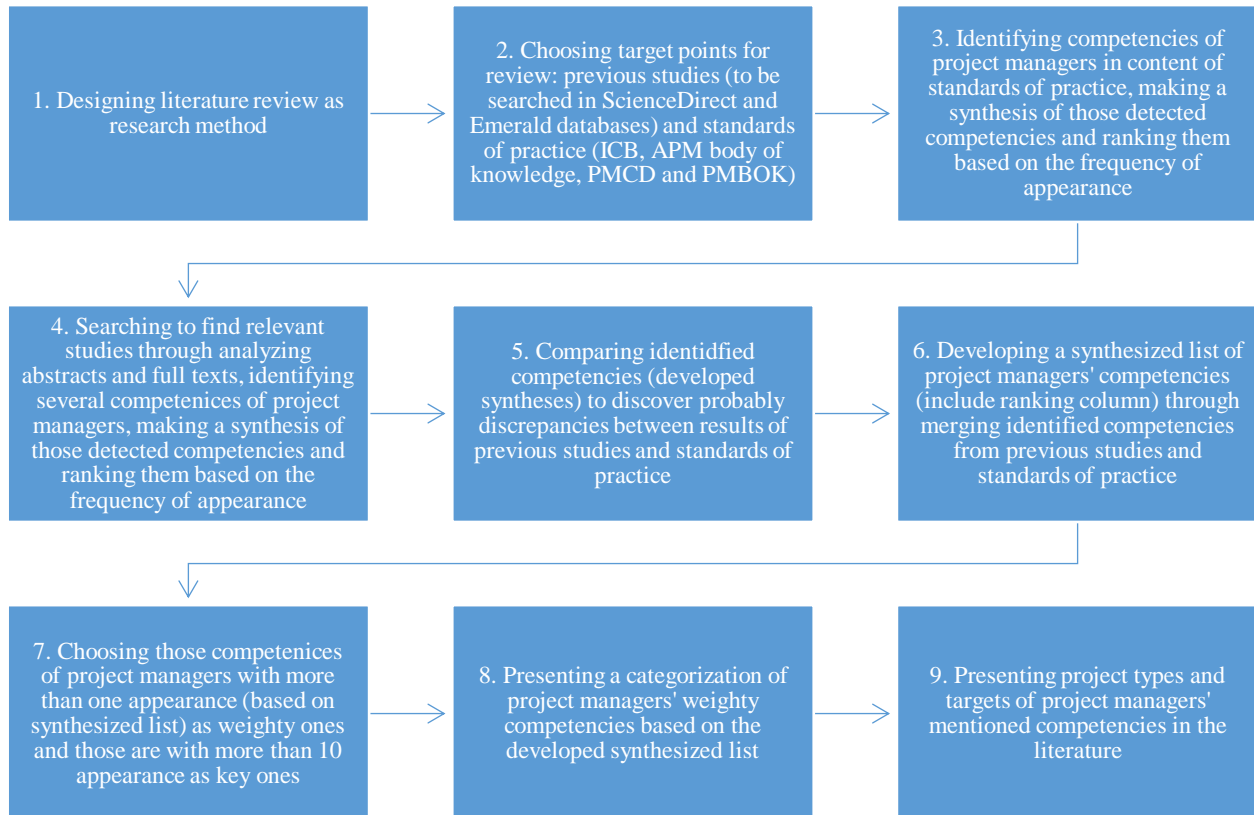 1. Designing literature review as
research method
2. Choosing target points for
review: previous studies (to be
searched in ScienceDirect and
Emerald databases) and standards
of practice (ICB, APM body of
knowledge, PMCD and PMBOK)
3. Identifying competencies of
project managers in content of
standards of practice, making a
synthesis of those detected
competencies and ranking them
based on the frequency of
appearance
4. Searching to find relevant
studies through analyzing
abstracts and full texts, identifying
several competenices of project
managers, making a synthesis of
those detected competencies and
ranking them based on the
frequency of appearance
5. Comparing identidfied
competencies (developed
syntheses) to discover probably
discrepancies between results of
previous studies and standards of
practice
6. Developing a synthesized list of
project managers' competencies
(include ranking column) through
merging identified competencies
from previous studies and
standards of practice
7. Choosing those competenices
of project managers with more
than one appearance (based on
synthesized list) as weighty ones
and those are with more than 10
appearance as key ones
8. Presenting a categorization of
project managers' weighty
competencies based on the
developed synthesized list
9. Presenting project types and
targets of project managers'
mentioned competencies in the
literature